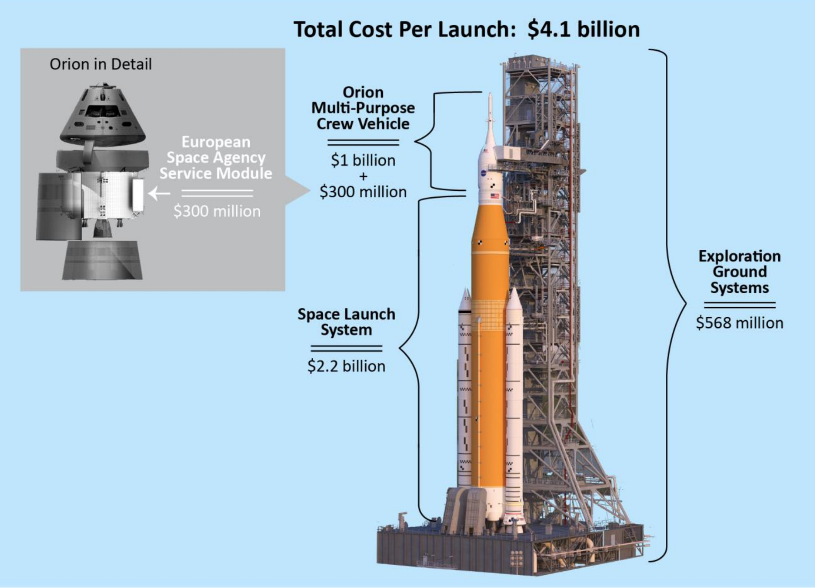 Total Cost Per Launch: $4.1 billion
Orion in Detail
European
Space Agency
Service Module
$300 million
Orion
Multi-Purpose
Crew Vehicle
$1 billion
+
$300 million
Space Launch
System
$2.2 billion
Exploration
Ground
Systems
$568 million